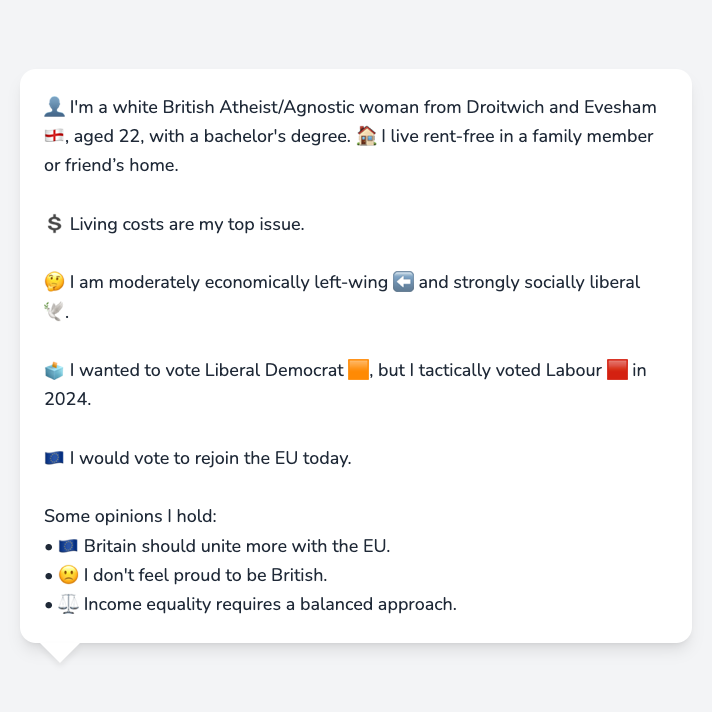 👤 I'm a white British Atheist/Agnostic woman from Droitwich and Evesham
🏴󠁧󠁢󠁥󠁮󠁧󠁿, aged 22, with a bachelor's degree. 🏠 I live rent-free in a family member
or friend’s home.
💲 Living costs are my top issue.
🤔 I am moderately economically left-wing ⬅️ and strongly socially liberal
🕊️.
🗳️ I wanted to vote Liberal Democrat 🟧, but I tactically voted Labour 🟥 in
2024.
🇪🇺 I would vote to rejoin the EU today.
Some opinions I hold:
• 🇪🇺 Britain should unite more with the EU.
• 🙁 I don't feel proud to be British.
• ⚖️ Income equality requires a balanced approach.